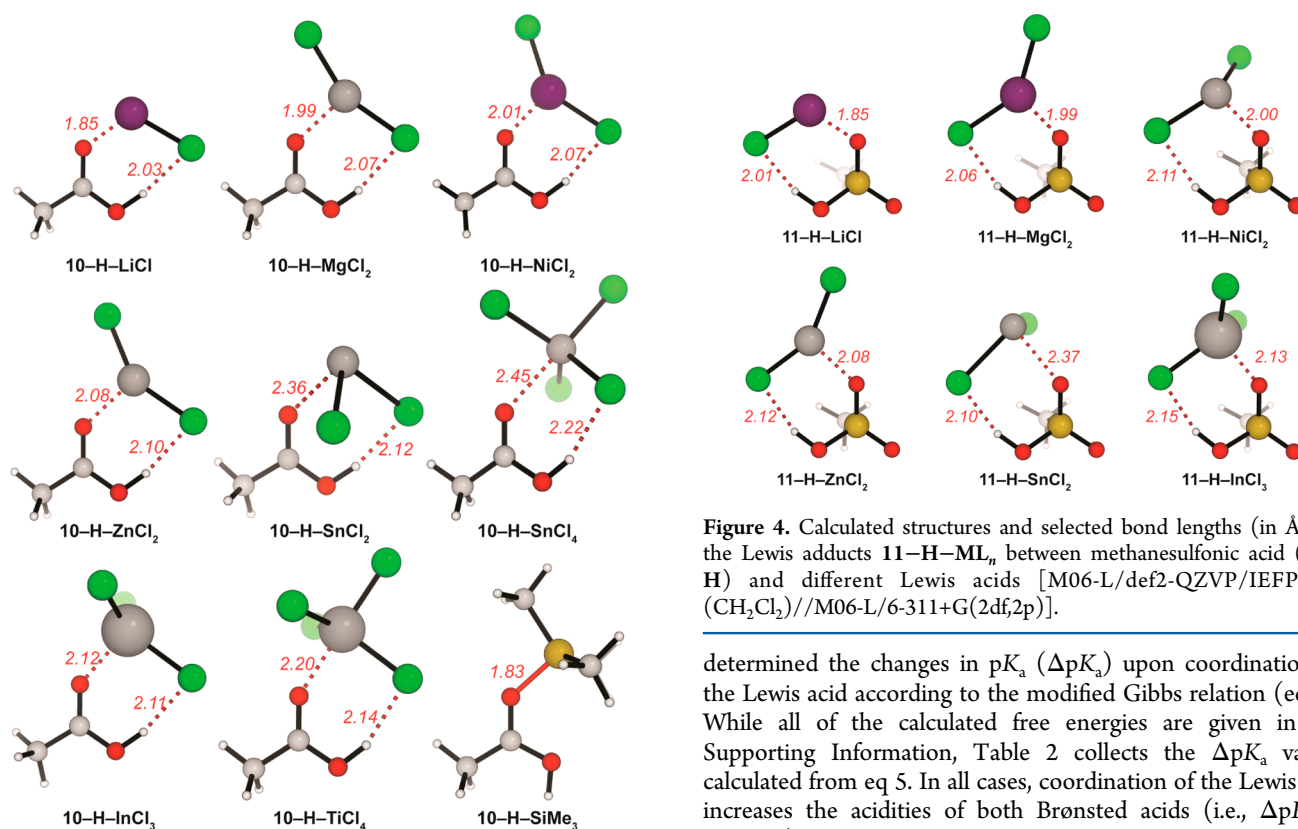 1.85
2.03
10–H–LiCl
1.99
2.07
10–H–MgCl₂
2.01
2.07
10–H–NiCl₂
2.08
2.10
10–H–ZnCl₂
2.36
2.12
10–H–SnCl₂
2.45
2.22
10–H–SnCl₄
2.12
2.11
10–H–InCl₃
2.20
2.14
10–H–TiCl₄
1.83
10–H–SiMe₃
1.85
2.01
11–H–LiCl
1.99
2.06
11–H–MgCl₂
2.00
2.11
11–H–NiCl₂
2.08
2.12
11–H–ZnCl₂
2.37
2.10
11–H–SnCl₂
2.13
2.15
11–H–InCl₃
Figure 4. Calculated structures and selected bond lengths (in Å)
the Lewis adducts 11−H−MLₙ between methanesulfonic acid (
H) and different Lewis acids [M06-L/def2-QZVP/IEFP
(CH₂Cl₂)//M06-L/6-311+G(2df,2p)].
determined the changes in pKₐ (ΔpKₐ) upon coordination
the Lewis acid according to the modified Gibbs relation (eq
While all of the calculated free energies are given in
Supporting Information, Table 2 collects the ΔpKₐ va
calculated from eq 5. In all cases, coordination of the Lewis
increases the acidities of both Brønsted acids (i.e., ΔpK